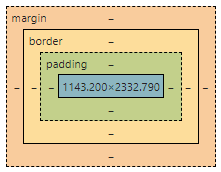 margin –
border –
padding –
– – – 1143.200×2332.790 – – –
–
–
–